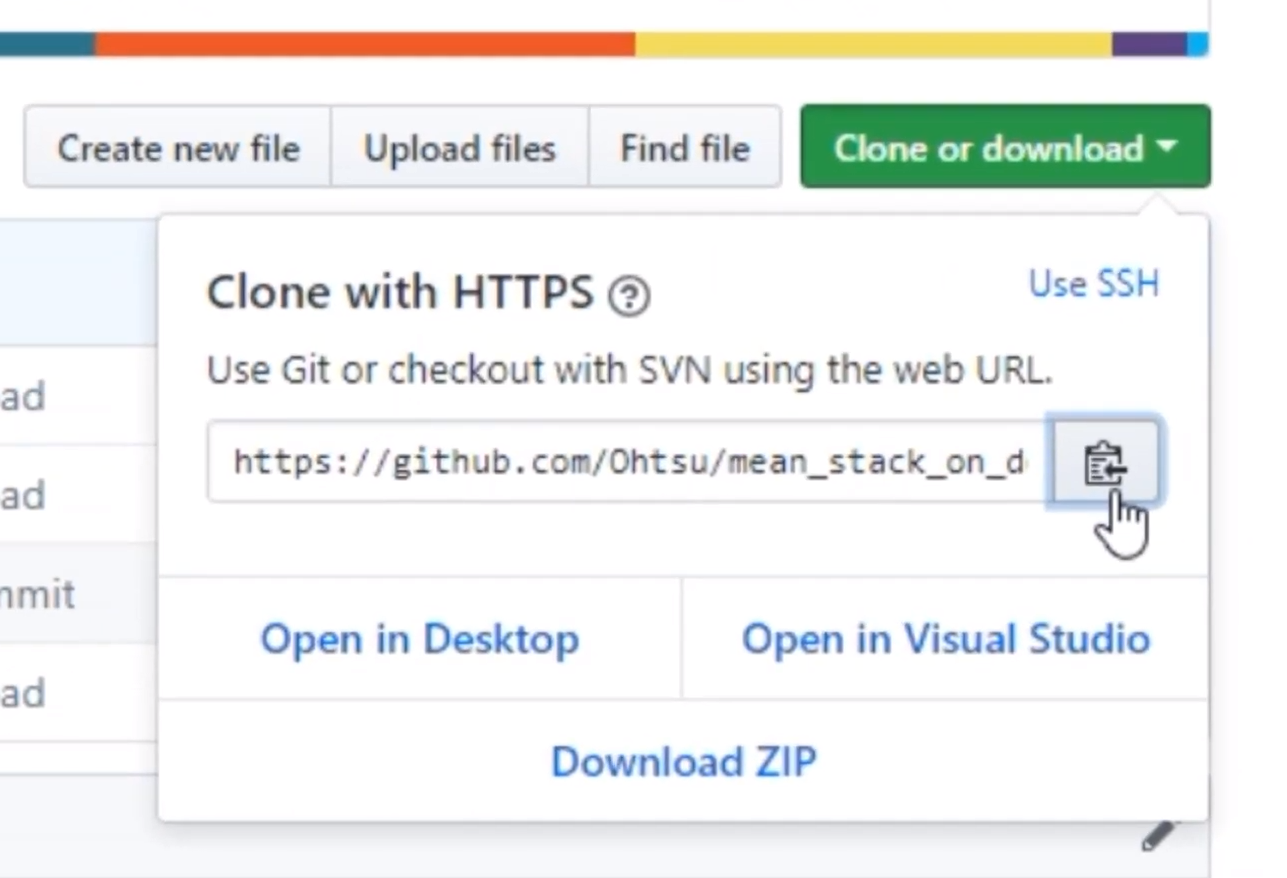 Create new file Upload files Find file Clone or download
Clone with HTTPS Use SSH
Use Git or checkout with SVN using the web URL.
https://github.com/Ohtsu/mean_stack_on_d
ad
ad
mmit
Open in Desktop Open in Visual Studio
ad
Download ZIP